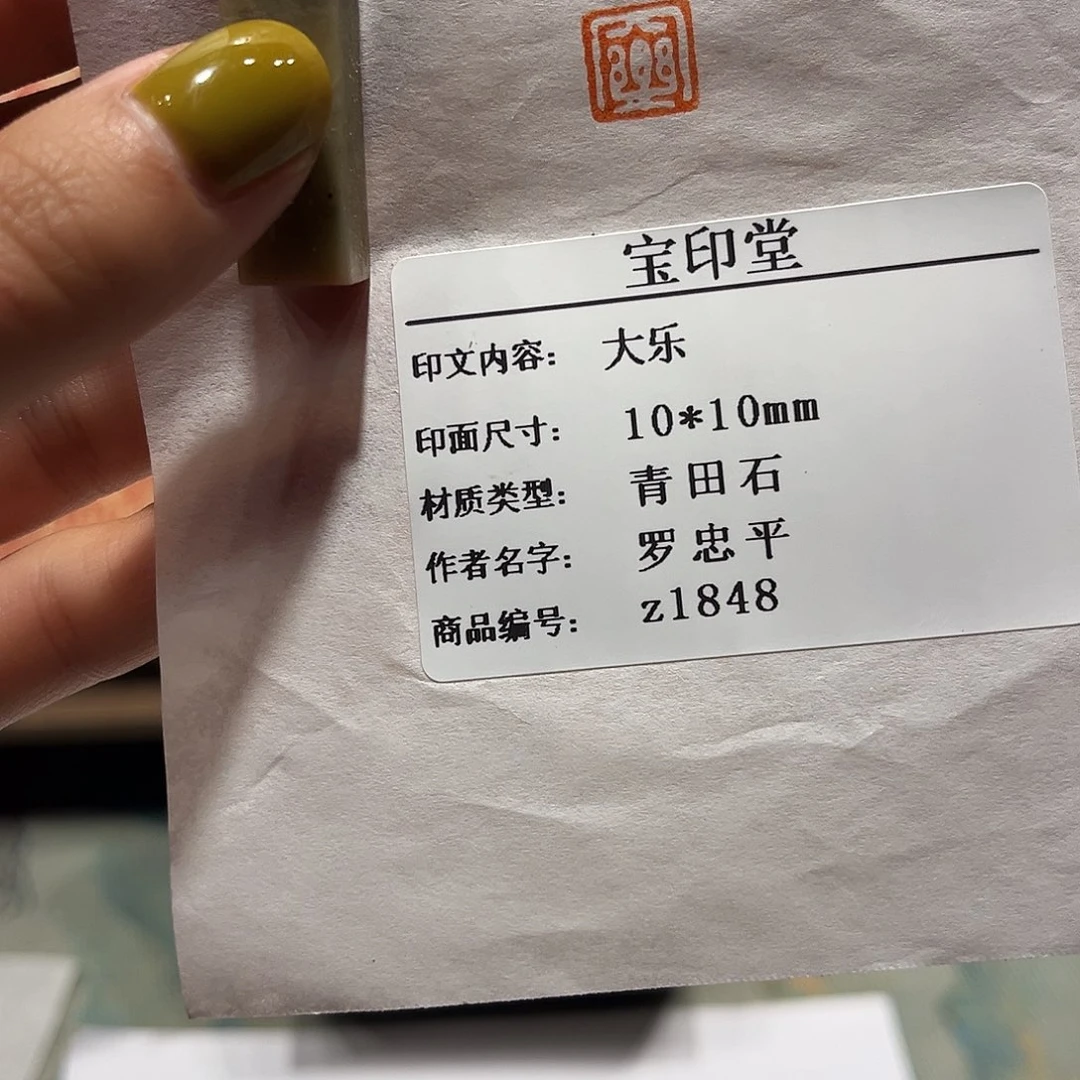 宝印堂
印文内容: 大乐
印面尺寸: 10*10mm
材质类型: 青田石
作者名字: 罗忠平
商品编号: z1848